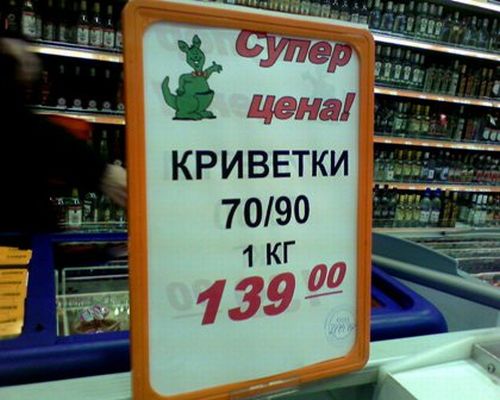 Супер
цена!
КРИВЕТКИ
70/90
1 КГ
139 00